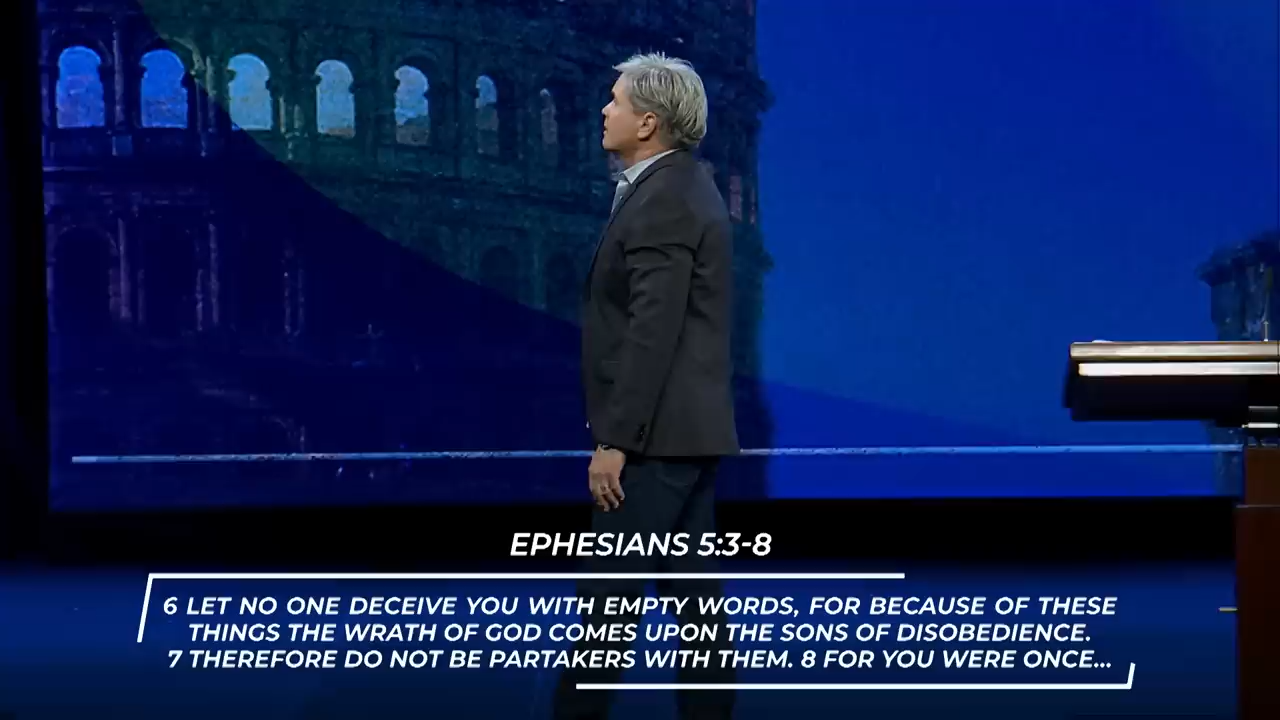 EPHESIANS 5:3-8
6 LET NO ONE DECEIVE YOU WITH EMPTY WORDS, FOR BECAUSE OF THESE
THINGS THE WRATH OF GOD COMES UPON THE SONS OF DISOBEDIENCE.
7 THEREFORE DO NOT BE PARTAKERS WITH THEM. 8 FOR YOU WERE ONCE...